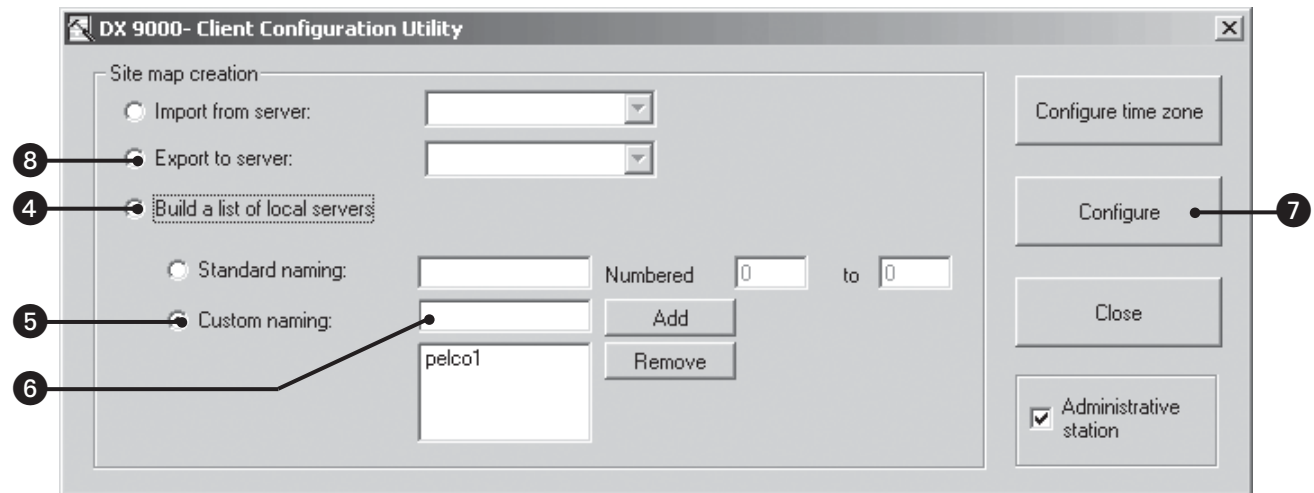 DX 9000- Client Configuration Utility
Site map creation
Import from server:
Configure time zone
8
Export to server:
4
Build a list of local servers
Configure
7
Standard naming:
Numbered
0
to
0
5
Custom naming:
Add
Close
6
pelco1
Remove
Administrative
station